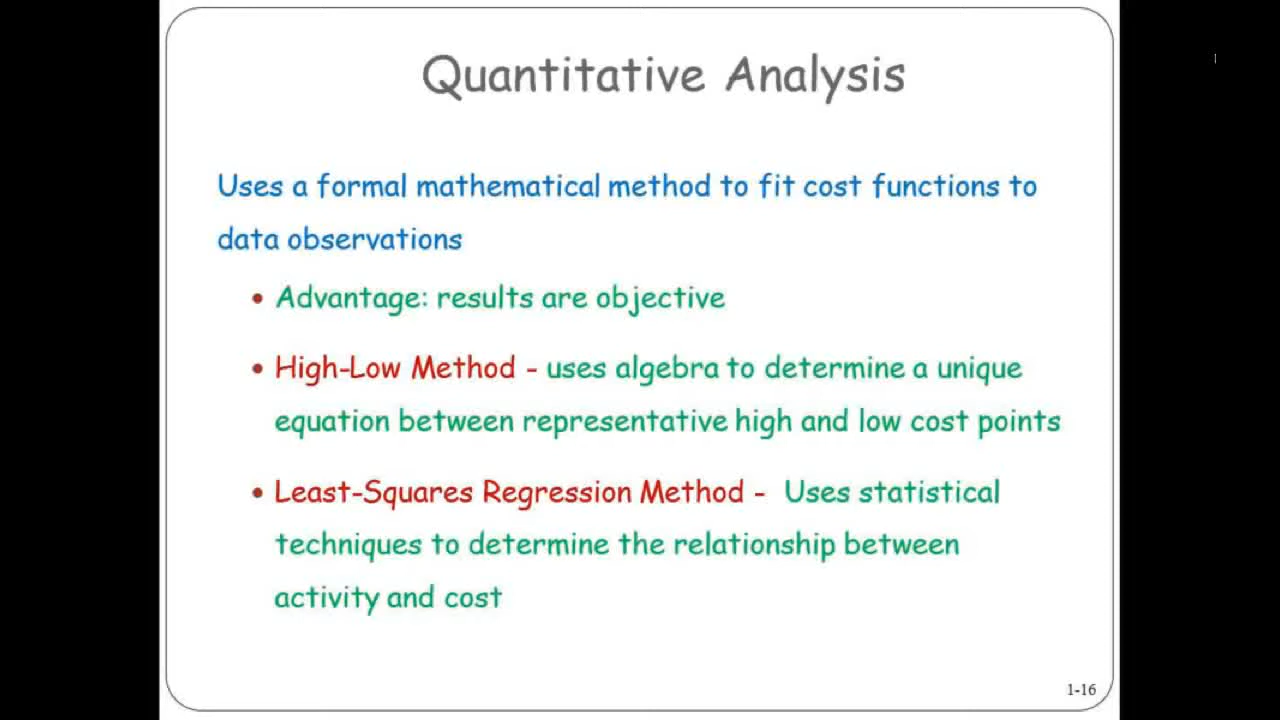 Quantitative Analysis
Uses a formal mathematical method to fit cost functions to
data observations
• Advantage: results are objective
• High-Low Method - uses algebra to determine a unique
equation between representative high and low cost points
• Least-Squares Regression Method - Uses statistical
techniques to determine the relationship between
activity and cost
1-16